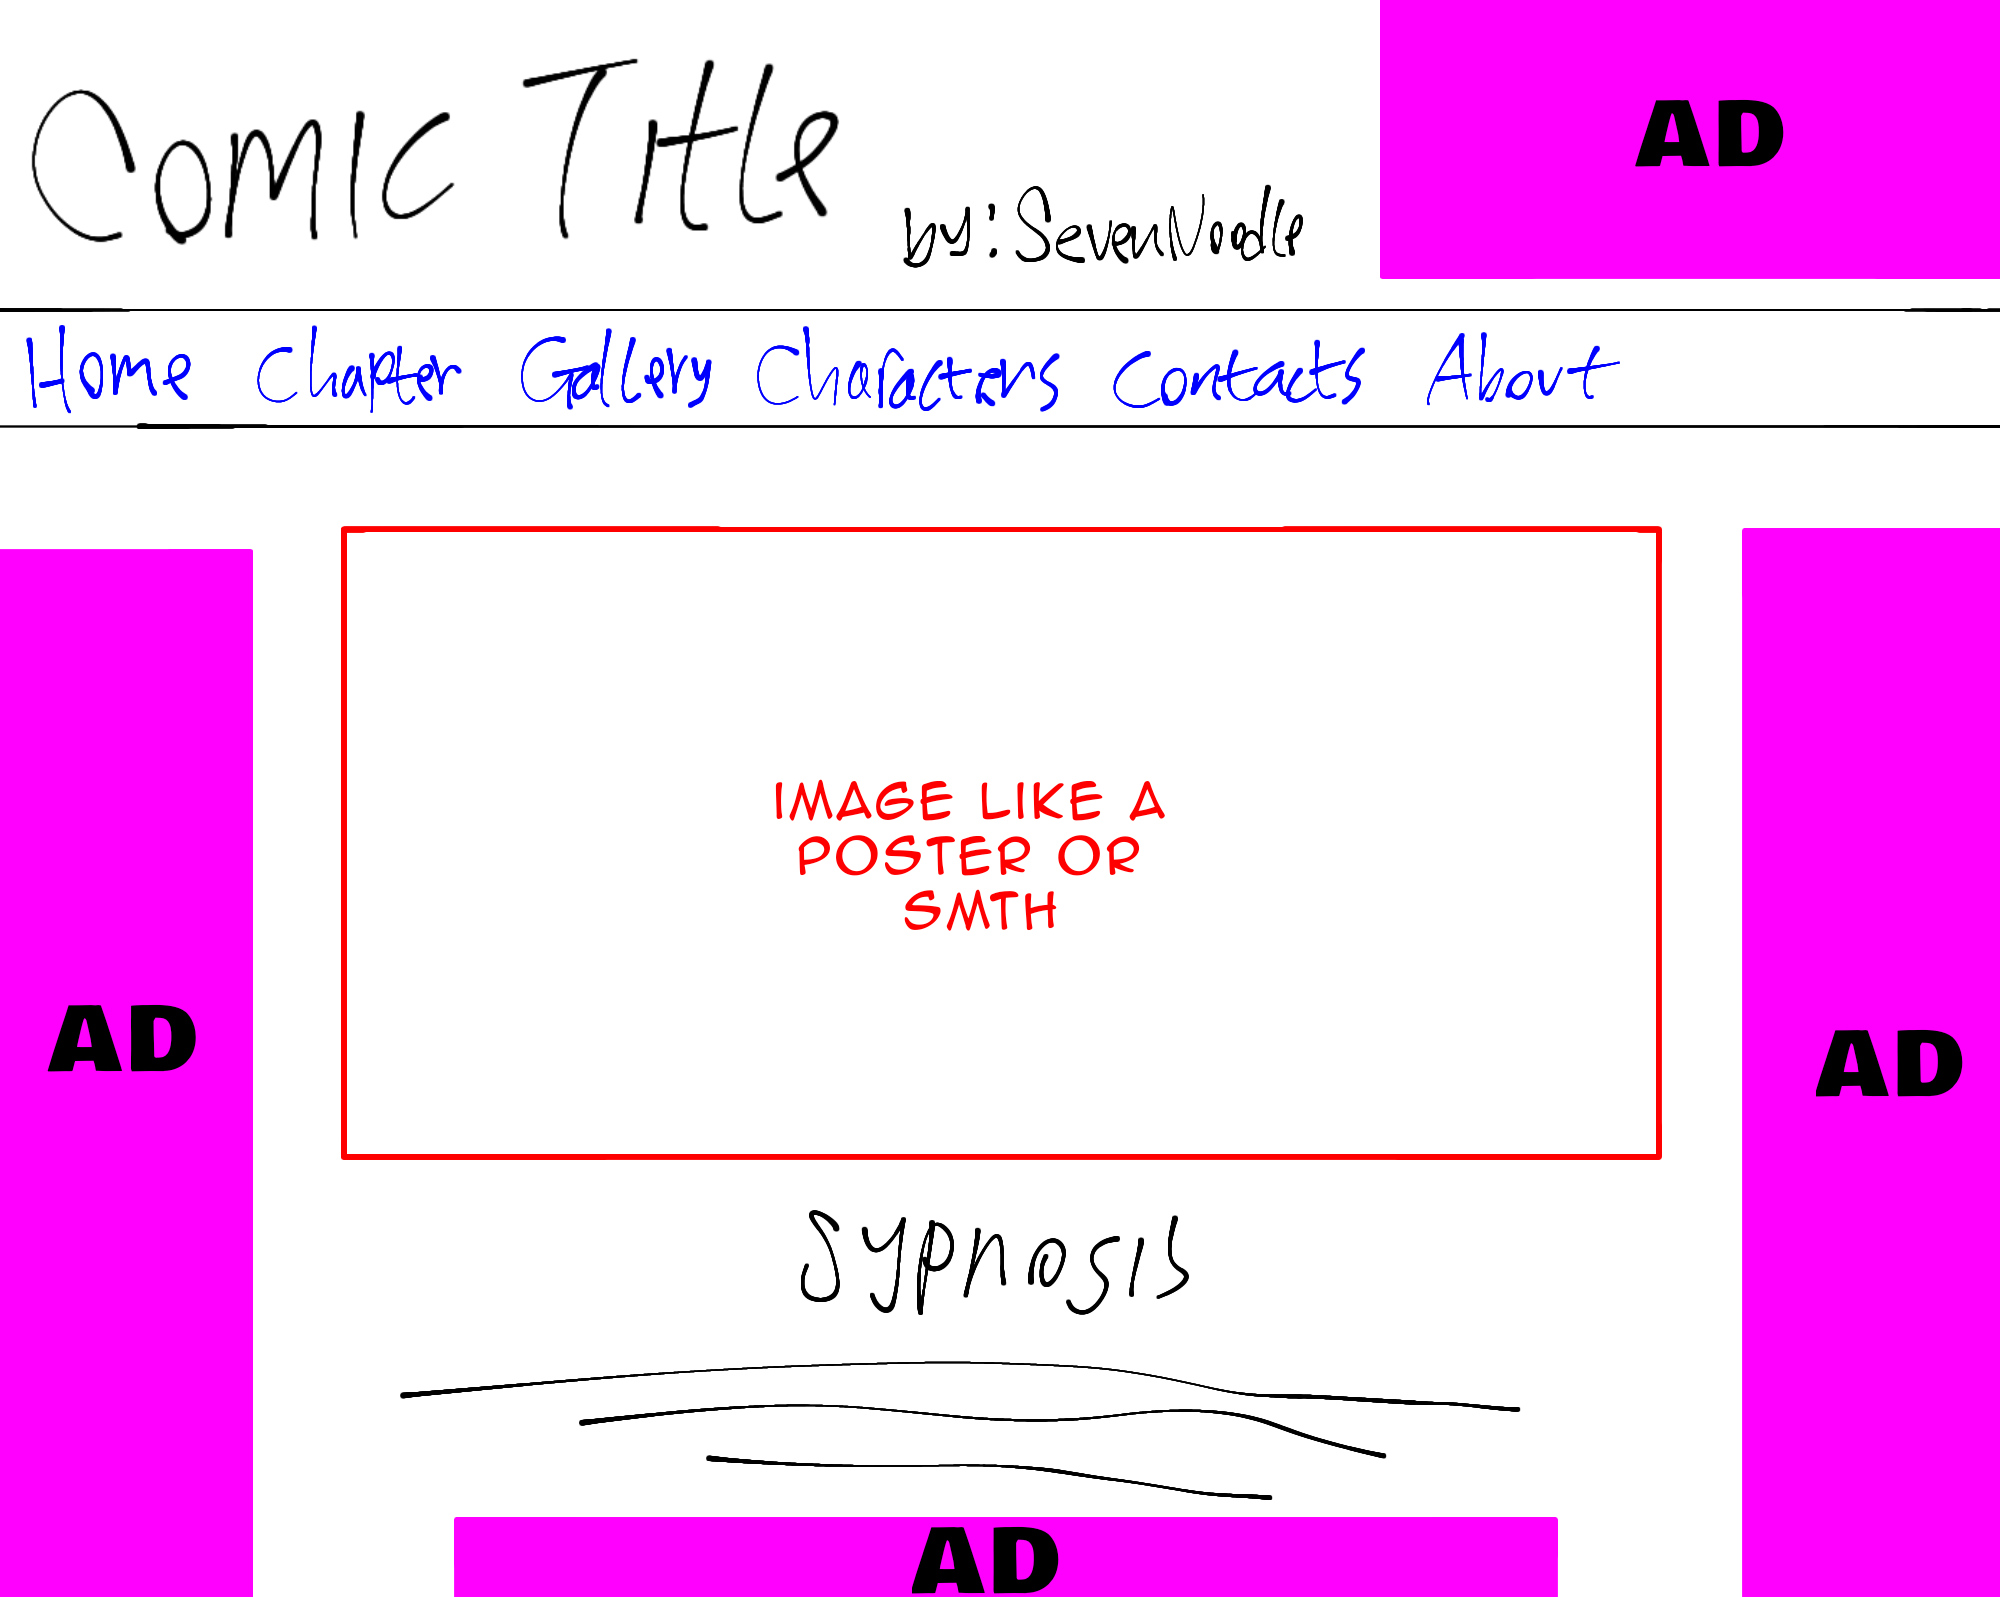 Comic Title
by: SevenNoodle
AD
Home Chapter Gallery Characters Contacts About
IMAGE LIKE A
POSTER OR
SMTH
AD
AD
Sypnosis
AD